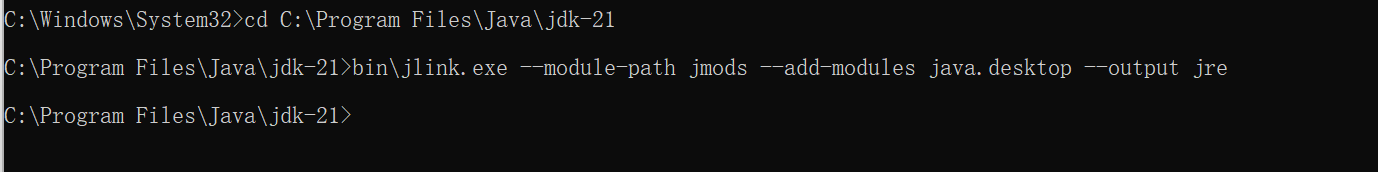 C:\Windows\System32>cd C:\Program Files\Java\jdk-21
C:\Program Files\Java\jdk-21>bin\jlink.exe --module-path jmods --add-modules java.desktop --output jre
C:\Program Files\Java\jdk-21>